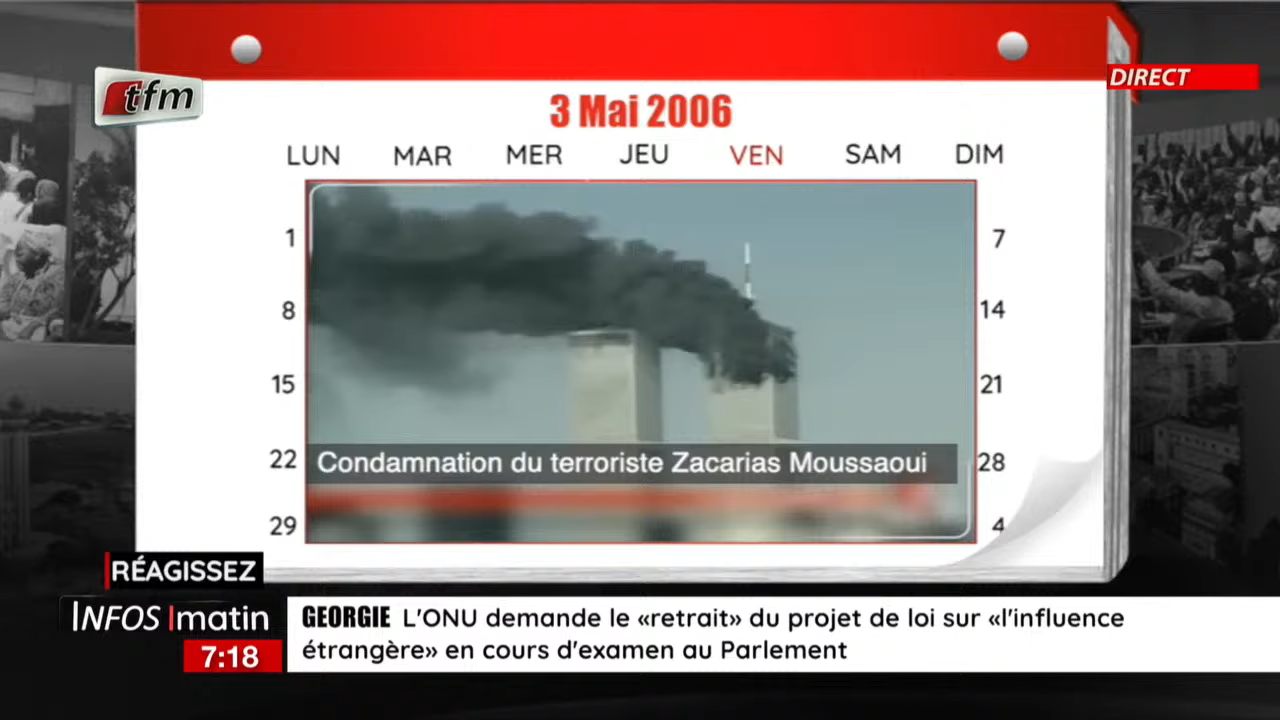 tfm
DIRECT
3 Mai 2006
LUN MAR MER JEU VEN SAM DIM
1 7
8 14
15 21
22 28
29 4
Condamnation du terroriste Zacarias Moussaoui
RÉAGISSEZ
INFOS matin
7:18
GEORGIE L'ONU demande le «retrait» du projet de loi sur «l'influence
étrangère» en cours d'examen au Parlement